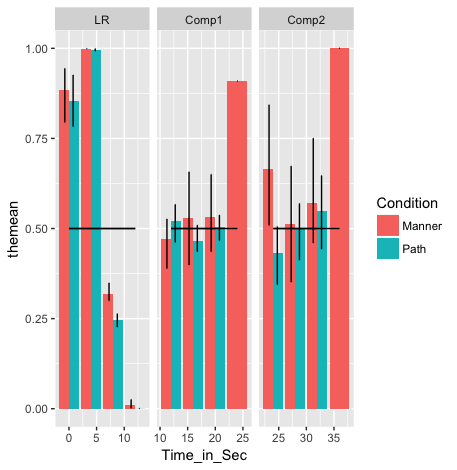 LR Comp1 Comp2
1.00
0.75
0.50
0.25
0.00
themean
0 5 10 10 15 20 25 25 30 35
Time_in_Sec
Condition
Manner
Path